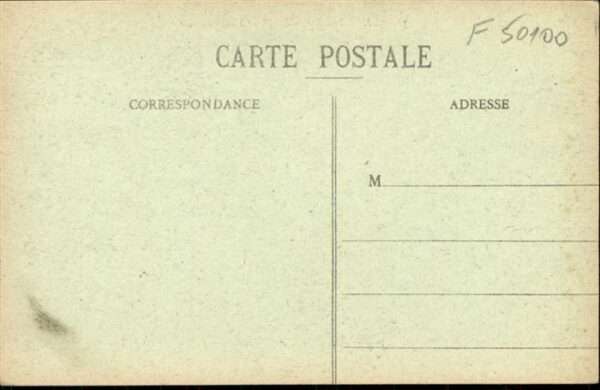 F 50100
CARTE POSTALE
CORRESPONDANCE
ADRESSE
M